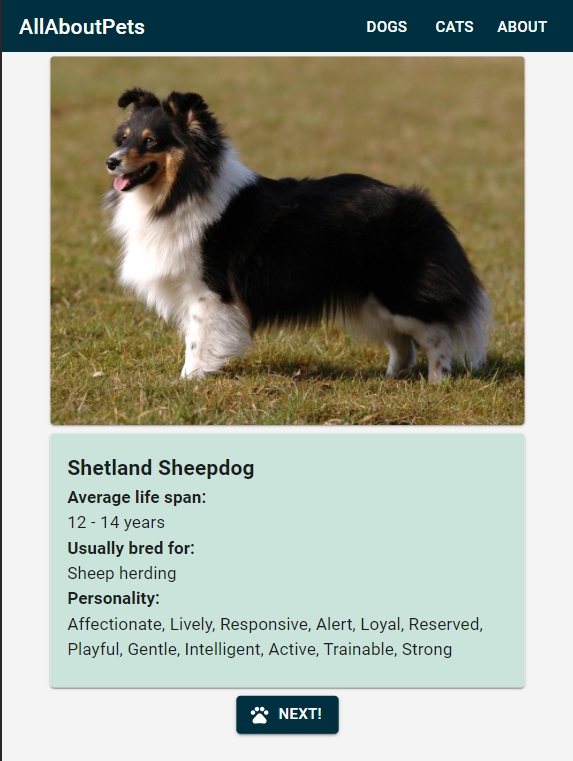 AllAboutPets DOGS CATS ABOUT
Shetland Sheepdog
Average life span:
12 - 14 years
Usually bred for:
Sheep herding
Personality:
Affectionate, Lively, Responsive, Alert, Loyal, Reserved,
Playful, Gentle, Intelligent, Active, Trainable, Strong
NEXT!